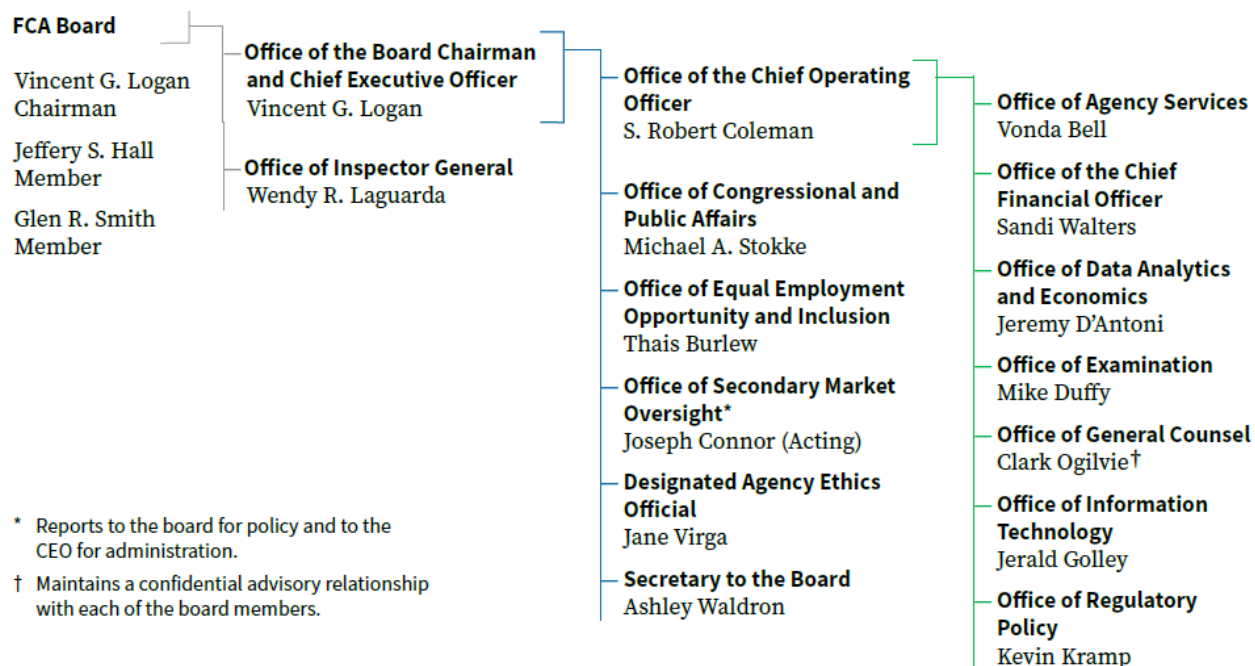 FCA Board
Vincent G. Logan
Chairman
Jeffery S. Hall
Member
Glen R. Smith
Member
Office of the Board Chairman
and Chief Executive Officer
Vincent G. Logan
Office of Inspector General
Wendy R. Laguarda
Office of the Chief Operating
Officer
S. Robert Coleman
Office of Congressional and
Public Affairs
Michael A. Stokke
Office of Equal Employment
Opportunity and Inclusion
Thais Burlew
Office of Secondary Market
Oversight*
Joseph Connor (Acting)
Designated Agency Ethics
Official
Jane Virga
Secretary to the Board
Ashley Waldron
Office of Agency Services
Vonda Bell
Office of the Chief
Financial Officer
Sandi Walters
Office of Data Analytics
and Economics
Jeremy D’Antoni
Office of Examination
Mike Duffy
Office of General Counsel
Clark Ogilvie†
Office of Information
Technology
Jerald Golley
Office of Regulatory
Policy
Kevin Kramp
* Reports to the board for policy and to the
CEO for administration.
† Maintains a confidential advisory relationship
with each of the board members.